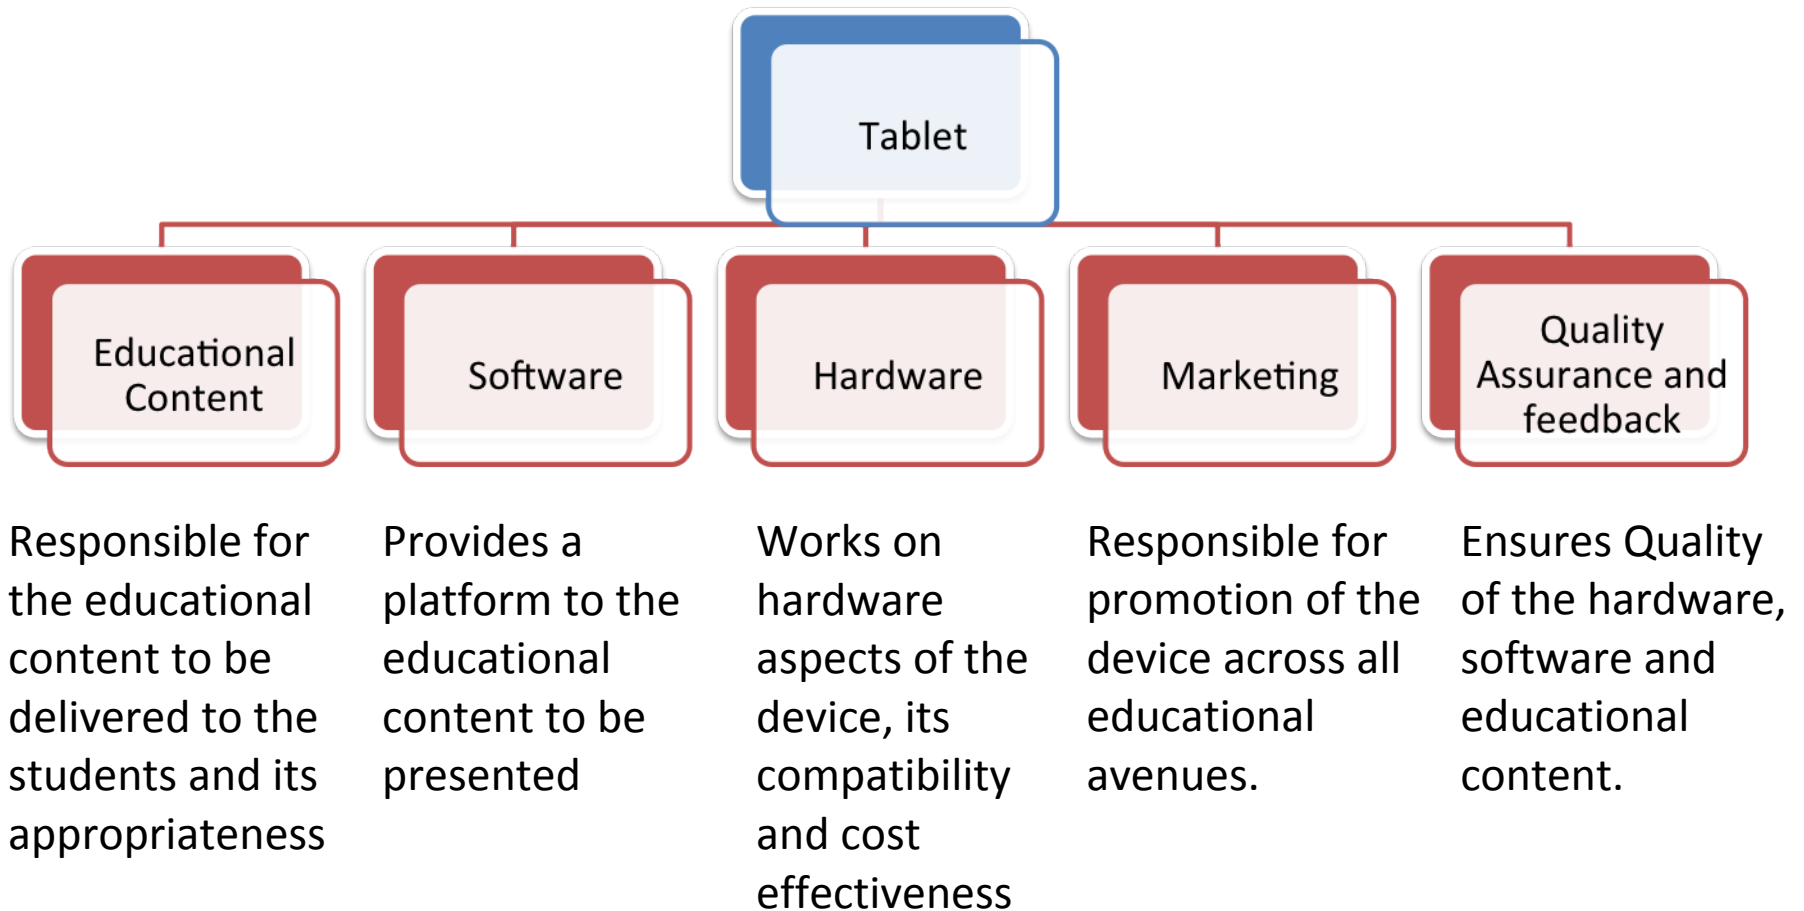 Tablet
Educational
Content
Software
Hardware
Marketing
Quality
Assurance and
feedback
Responsible for
the educational
content to be
delivered to the
students and its
appropriateness
Provides a
platform to the
educational
content to be
presented
Works on
hardware
aspects of the
device, its
compatibility
and cost
effectiveness
Responsible for
promotion of the
device across all
educational
avenues.
Ensures Quality
of the hardware,
software and
educational
content.